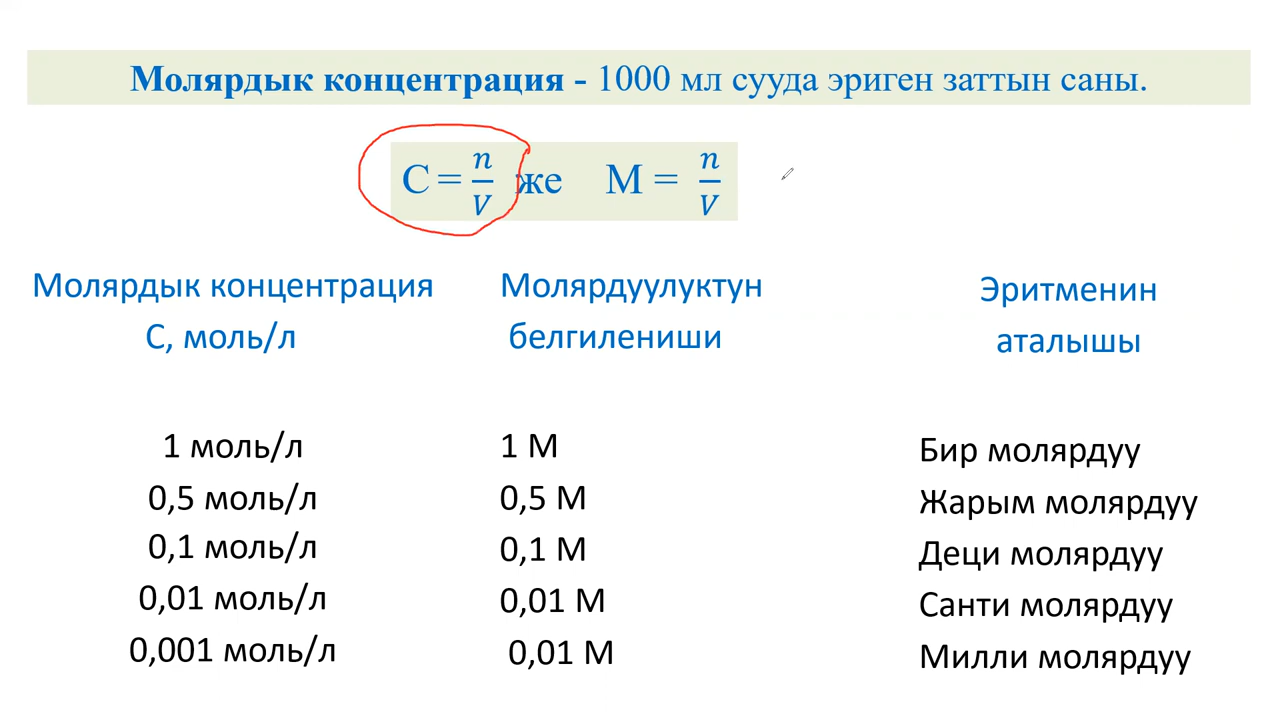 Молярдык концентрация - 1000 мл сууда эриген заттын саны.
C = n/V же M = n/V
Молярдык концентрация
С, моль/л
Молярдуулуктун
белгилениши
Эритменин
аталышы
1 моль/л 1 М Бир молярдуу
0,5 моль/л 0,5 М Жарым молярдуу
0,1 моль/л 0,1 М Деци молярдуу
0,01 моль/л 0,01 М Санти молярдуу
0,001 моль/л 0,01 М Милли молярдуу